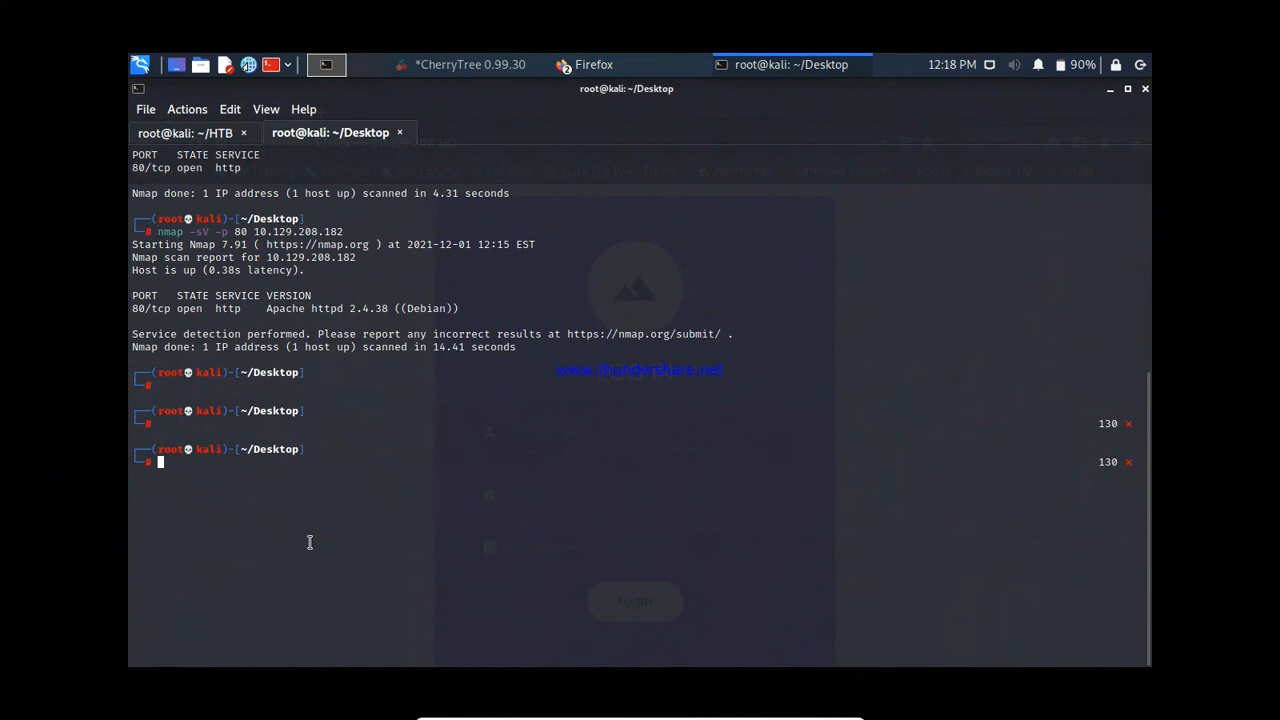 *CherryTree 0.99.30
2 Firefox
root@kali: ~/Desktop
12:18 PM
90%
root@kali: ~/Desktop
File Actions Edit View Help
root@kali: ~/HTB ×
root@kali: ~/Desktop ×
PORT STATE SERVICE
80/tcp open http
Nmap done: 1 IP address (1 host up) scanned in 4.31 seconds
┌──(root💀kali)-[~/Desktop]
└─# nmap -sV -p 80 10.129.208.182
Starting Nmap 7.91 ( https://nmap.org ) at 2021-12-01 12:15 EST
Nmap scan report for 10.129.208.182
Host is up (0.38s latency).
PORT STATE SERVICE VERSION
80/tcp open http Apache httpd 2.4.38 ((Debian))
Service detection performed. Please report any incorrect results at https://nmap.org/submit/ .
Nmap done: 1 IP address (1 host up) scanned in 14.41 seconds
www.thundershare.net
┌──(root💀kali)-[~/Desktop]
└─#
┌──(root💀kali)-[~/Desktop]
└─# 130 ×
┌──(root💀kali)-[~/Desktop]
└─# 130 ×
Login